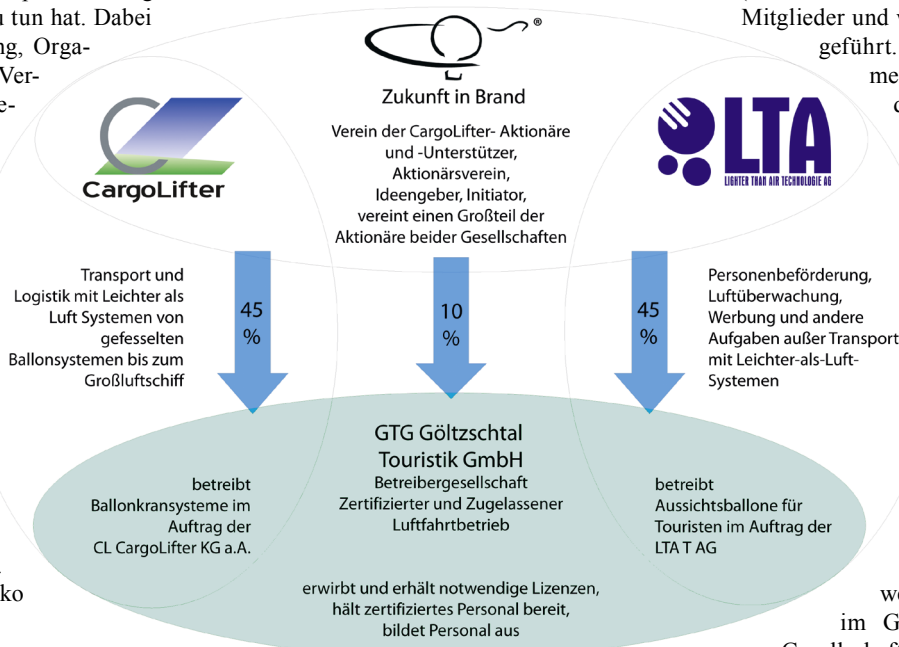 u tun hat. Dabei
ng, Orga-
Ver-
e-
Mitglieder und v
geführt.
me
d
®
Zukunft in Brand
Verein der CargoLifter- Aktionäre
und -Unterstützer,
Aktionärsverein,
Ideengeber, Initiator,
vereint einen Großteil der
Aktionäre beider Gesellschaften
CargoLifter
LTA
LIGHTER THAN AIR TECHNOLOGIE AG
Transport und
Logistik mit Leichter als
Luft Systemen von
gefesselten
Ballonsystemen bis zum
Großluftschiff
45
%
10
%
45
%
Personenbeförderung,
Luftüberwachung,
Werbung und andere
Aufgaben außer Transport
mit Leichter-als-Luft-
Systemen
GTG Göltzschtal
Touristik GmbH
Betreibergesellschaft
Zertifizierter und Zugelassener
Luftfahrtbetrieb
betreibt
Ballonkransysteme im
Auftrag der
CL CargoLifter KG a.A.
betreibt
Aussichtsballone für
Touristen im Auftrag der
LTA T AG
erwirbt und erhält notwendige Lizenzen,
hält zertifiziertes Personal bereit,
bildet Personal aus
ko
we
im G